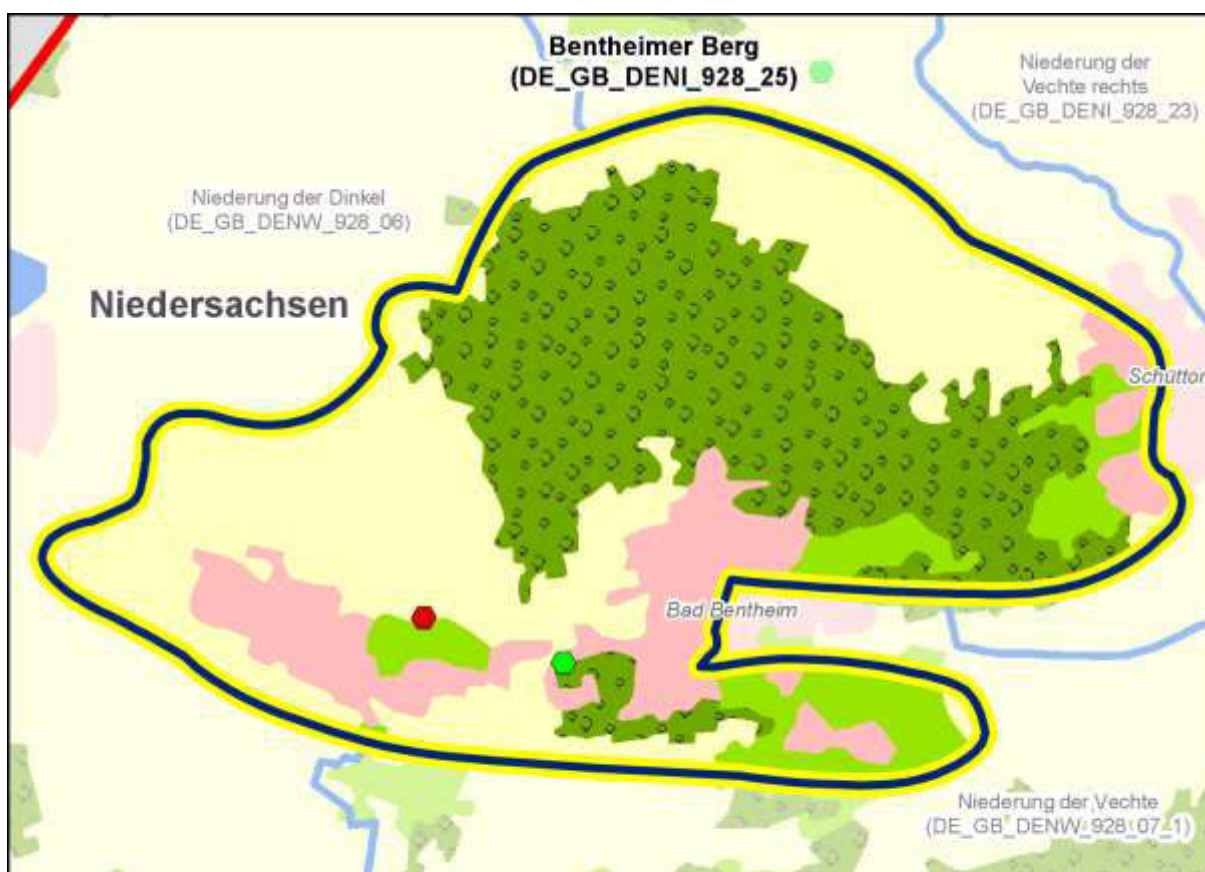 Bentheimer Berg
(DE_GB_DENI_928_25)
Niederung der
Vechte rechts
(DE_GB_DENI_928_23)
Niederung der Dinkel
(DE_GB_DENW_928_06)
Niedersachsen
Schüttor
Bad Bentheim
Niederung der Vechte
(DE_GB_DENW_928_07_1)